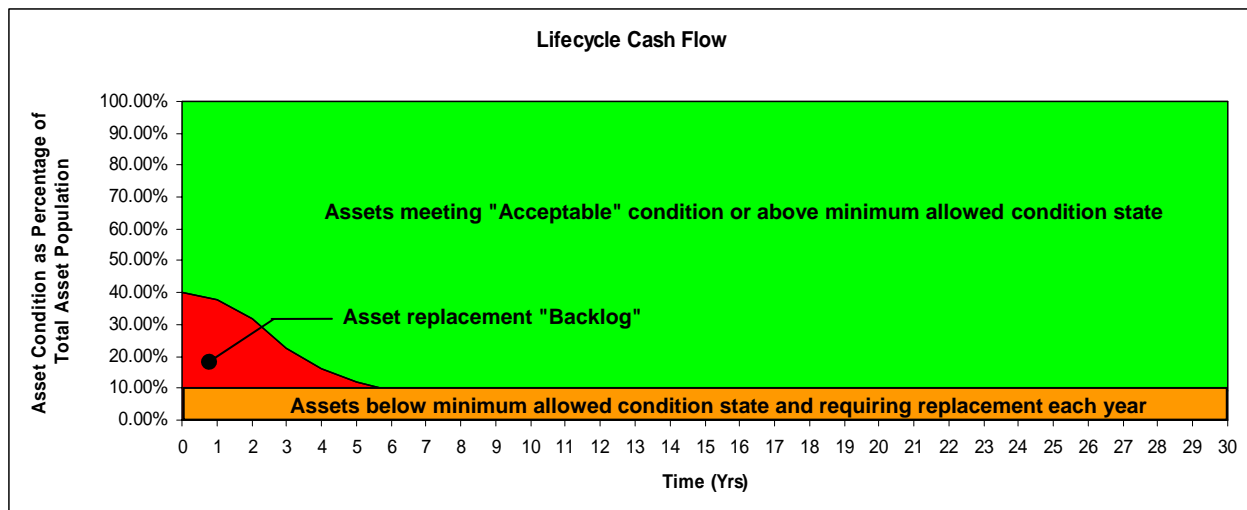 Lifecycle Cash Flow
Asset Condition as Percentage of
Total Asset Population
100.00%
90.00%
80.00%
70.00%
60.00%
50.00%
40.00%
30.00%
20.00%
10.00%
0.00%
Assets meeting "Acceptable" condition or above minimum allowed condition state
Asset replacement "Backlog"
Assets below minimum allowed condition state and requiring replacement each year
0 1 2 3 4 5 6 7 8 9 10 11 12 13 14 15 16 17 18 19 20 21 22 23 24 25 26 27 28 29 30
Time (Yrs)